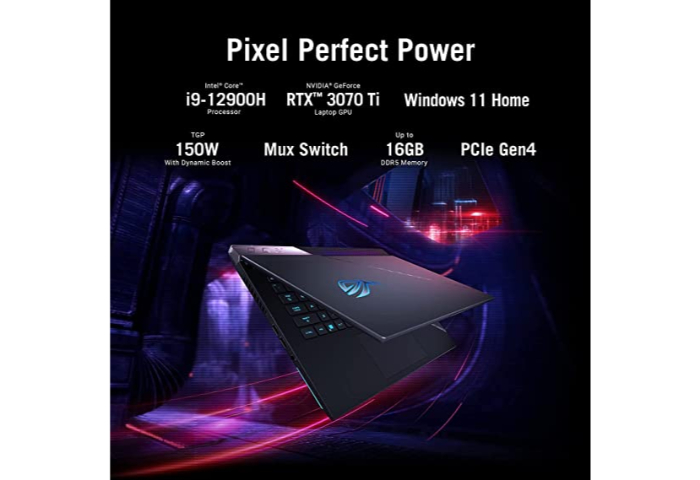 Pixel Perfect Power
Intel® Core™
i9-12900H
Processor
NVIDIA® GeForce
RTX™ 3070 Ti
Laptop GPU
Windows 11 Home
TGP
150W
With Dynamic Boost
Mux Switch
Up to
16GB
DDR5 Memory
PCIe Gen4